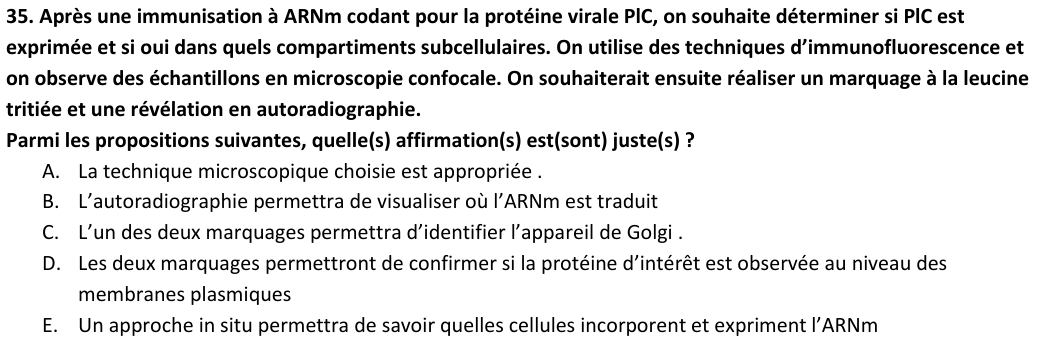 35. Après une immunisation à ARNm codant pour la protéine virale PlC, on souhaite déterminer si PlC est
exprimée et si oui dans quels compartiments subcellulaires. On utilise des techniques d’immunofluorescence et
on observe des échantillons en microscopie confocale. On souhaiterait ensuite réaliser un marquage à la leucine
tritiée et une révélation en autoradiographie.
Parmi les propositions suivantes, quelle(s) affirmation(s) est(sont) juste(s) ?
A. La technique microscopique choisie est appropriée .
B. L’autoradiographie permettra de visualiser où l’ARNm est traduit
C. L’un des deux marquages permettra d’identifier l’appareil de Golgi .
D. Les deux marquages permettront de confirmer si la protéine d’intérêt est observée au niveau des
membranes plasmiques
E. Un approche in situ permettra de savoir quelles cellules incorporent et expriment l’ARNm